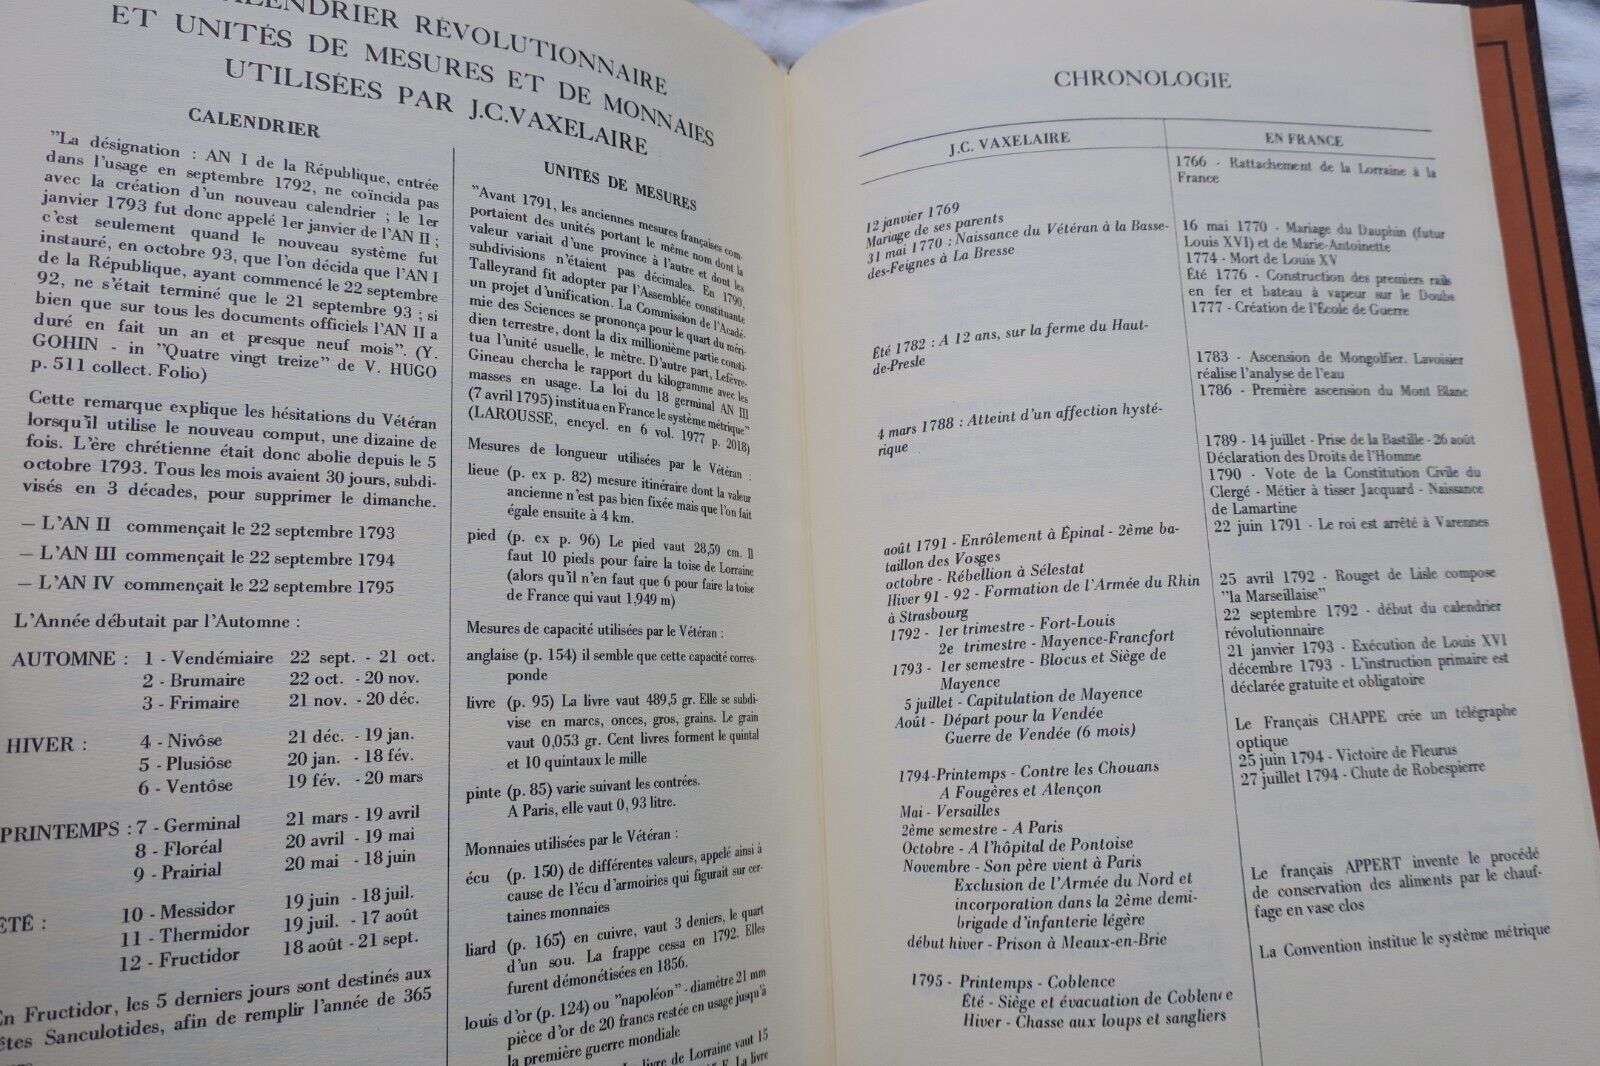 CALENDRIER RÉVOLUTIONNAIRE
ET UNITÉS DE MESURES ET DE MONNAIES
UTILISÉES PAR J.C.VAXELAIRE
CALENDRIER
"La désignation : AN I de la République, entrée
dans l'usage en septembre 1792, ne coïncida pas
avec la création d'un nouveau calendrier ; le 1er
janvier 1793 fut donc appelé 1er janvier de l'AN II ;
c'est seulement quand le nouveau système fut
instauré, en octobre 93, que l'on décida que l'AN I
de la République, ayant commencé le 22 septembre
92, ne s'était terminé que le 21 septembre 93 ; si
bien que sur tous les documents officiels l'AN II a
duré en fait un an et presque neuf mois". (Y.
GOHIN - in "Quatre vingt treize" de V. HUGO
p. 511 collect. Folio)
Cette remarque explique les hésitations du Vétéran
lorsqu'il utilise le nouveau comput, une dizaine de
fois. L'ère chrétienne était donc abolie depuis le 5
octobre 1793. Tous les mois avaient 30 jours, subdi-
visés en 3 décades, pour supprimer le dimanche.
– L'AN II commençait le 22 septembre 1793
– L'AN III commençait le 22 septembre 1794
– L'AN IV commençait le 22 septembre 1795
L'Année débutait par l'Automne :
AUTOMNE : 1 - Vendémiaire 22 sept. - 21 oct.
2 - Brumaire 22 oct. - 20 nov.
3 - Frimaire 21 nov. - 20 déc.
HIVER : 4 - Nivôse 21 déc. - 19 jan.
5 - Plusiôse 20 jan. - 18 fév.
6 - Ventôse 19 fév. - 20 mars
PRINTEMPS : 7 - Germinal 21 mars - 19 avril
8 - Floréal 20 avril - 19 mai
9 - Prairial 20 mai - 18 juin
ÉTÉ : 10 - Messidor 19 juin - 18 juil.
11 - Thermidor 19 juil. - 17 août
12 - Fructidor 18 août - 21 sept.
En Fructidor, les 5 derniers jours sont destinés aux
Sanculotides, afin de remplir l'année de 365
UNITÉS DE MESURES
"Avant 1791, les anciennes mesures françaises com-
portaient des unités portant le même nom dont la
valeur variait d'une province à l'autre et dont les
subdivisions n'étaient pas décimales. En 1790,
Talleyrand fit adopter par l'Assemblée constituante
un projet d'unification. La Commission de l'Acadé-
mie des Sciences se prononça pour le quart du méri-
dien terrestre, dont la dix millionième partie consti-
tua l'unité usuelle, le mètre. D'autre part, Lefèvre-
Gineau chercha le rapport du kilogramme avec les
masses en usage. La loi du 18 germinal AN III
(7 avril 1795) institua en France le système métrique"
(LAROUSSE, encycl. en 6 vol. 1977 p. 2018)
Mesures de longueur utilisées par le Vétéran :
lieue (p. ex p. 82) mesure itinéraire dont la valeur
ancienne n'est pas bien fixée mais que l'on fait
égale ensuite à 4 km.
pied (p. ex p. 96) Le pied vaut 28,59 cm. Il
faut 10 pieds pour faire la toise de Lorraine
(alors qu'il n'en faut que 6 pour faire la toise
de France qui vaut 1,949 m)
Mesures de capacité utilisées par le Vétéran :
anglaise (p. 154) il semble que cette capacité corres-
ponde
livre (p. 95) La livre vaut 489,5 gr. Elle se subdi-
vise en marcs, onces, gros, grains. Le grain
vaut 0,053 gr. Cent livres forment le quintal
et 10 quintaux le mille
pinte (p. 85) varie suivant les contrées.
A Paris, elle vaut 0,93 litre.
Monnaies utilisées par le Vétéran :
écu (p. 150) de différentes valeurs, appelé ainsi à
cause de l'écu d'armoiries qui figurait sur cer-
taines monnaies
liard (p. 165) en cuivre, vaut 3 deniers, le quart
d'un sou. La frappe cessa en 1792. Elles
furent démonétisées en 1856.
louis d'or (p. 124) ou "napoléon" - diamètre 21 mm
pièce d'or de 20 francs restée en usage jusqu'à
la première guerre mondiale
livre de Lorraine vaut 15
La livre
CHRONOLOGIE
J.C. VAXELAIRE
12 janvier 1769
Mariage de ses parents
31 mai 1770 : Naissance du Vétéran à la Basse-
des-Feignes à La Bresse
Été 1782 : A 12 ans, sur la ferme du Haut-
de-Presle
4 mars 1788 : Atteint d'un affection hysté-
rique
août 1791 - Enrôlement à Épinal - 2ème ba-
taillon des Vosges
octobre - Rébellion à Sélestat
Hiver 91 - 92 - Formation de l'Armée du Rhin
à Strasbourg
1792 - 1er trimestre - Fort-Louis
2e trimestre - Mayence-Francfort
1793 - 1er semestre - Blocus et Siège de
Mayence
5 juillet - Capitulation de Mayence
Août - Départ pour la Vendée
Guerre de Vendée (6 mois)
1794-Printemps - Contre les Chouans
A Fougères et Alençon
Mai - Versailles
2ème semestre - A Paris
Octobre - A l'hôpital de Pontoise
Novembre - Son père vient à Paris
Exclusion de l'Armée du Nord et
incorporation dans la 2ème demi-
brigade d'infanterie légère
début hiver - Prison à Meaux-en-Brie
1795 - Printemps - Coblence
Été - Siège et évacuation de Coblence
Hiver - Chasse aux loups et sangliers
EN FRANCE
1766 - Rattachement de la Lorraine à la
France
16 mai 1770 - Mariage du Dauphin (futur
Louis XVI) et de Marie-Antoinette
1774 - Mort de Louis XV
Été 1776 - Construction des premiers rails
en fer et bateau à vapeur sur le Doubs
1777 - Création de l'École de Guerre
1783 - Ascension de Mongolfier. Lavoisier
réalise l'analyse de l'eau
1786 - Première ascension du Mont Blanc
1789 - 14 juillet - Prise de la Bastille - 26 août
Déclaration des Droits de l'Homme
1790 - Vote de la Constitution Civile du
Clergé - Métier à tisser Jacquard - Naissance
de Lamartine
22 juin 1791 - Le roi est arrêté à Varennes
25 avril 1792 - Rouget de Lisle compose
"la Marseillaise"
22 septembre 1792 - début du calendrier
révolutionnaire
21 janvier 1793 - Exécution de Louis XVI
décembre 1793 - L'instruction primaire est
déclarée gratuite et obligatoire
Le Français CHAPPE crée un télégraphe
optique
25 juin 1794 - Victoire de Fleurus
27 juillet 1794 - Chute de Robespierre
Le français APPERT invente le procédé
de conservation des aliments par le chauf-
fage en vase clos
La Convention institue le système métrique